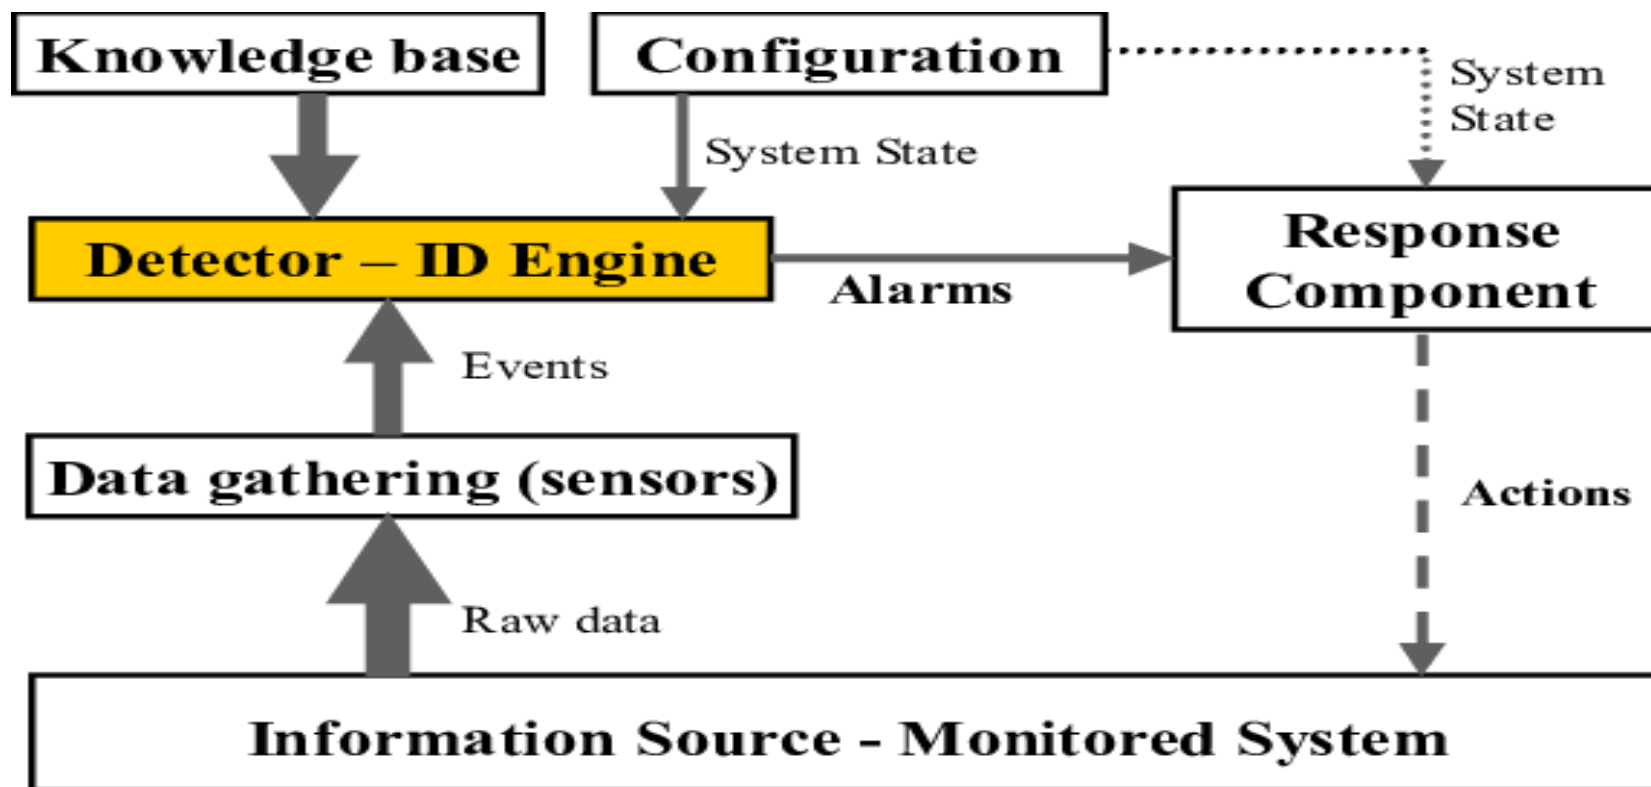 Knowledge base
Configuration
System
State
System State
Response
Component
Detector – ID Engine
Alarms
Events
Data gathering (sensors)
Actions
Raw data
Information Source - Monitored System